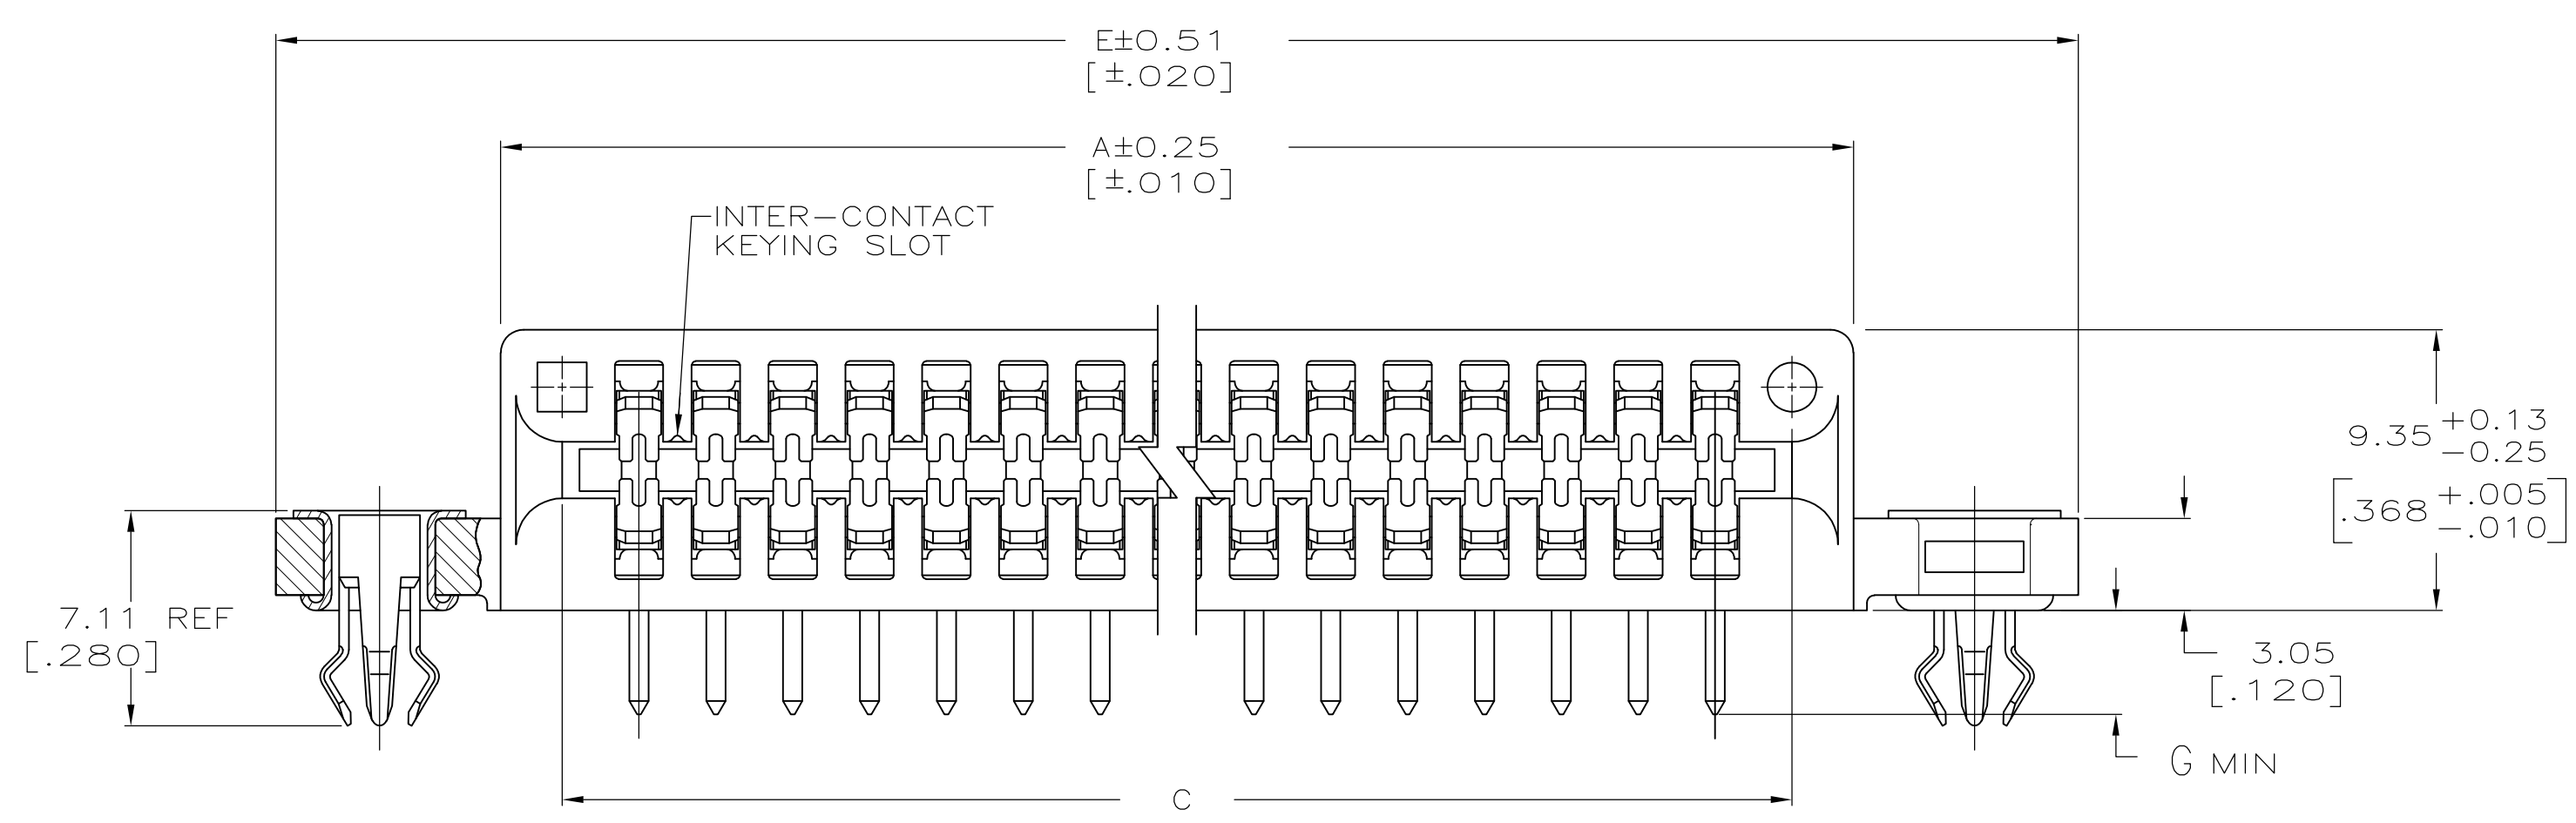 E±0.51
[±.020]
A±0.25
[±.010]
INTER-CONTACT
KEYING SLOT
9.35 +0.13
-0.25
[.368 +.005
-.010]
7.11 REF
[.280]
3.05
[.120]
G MIN
C